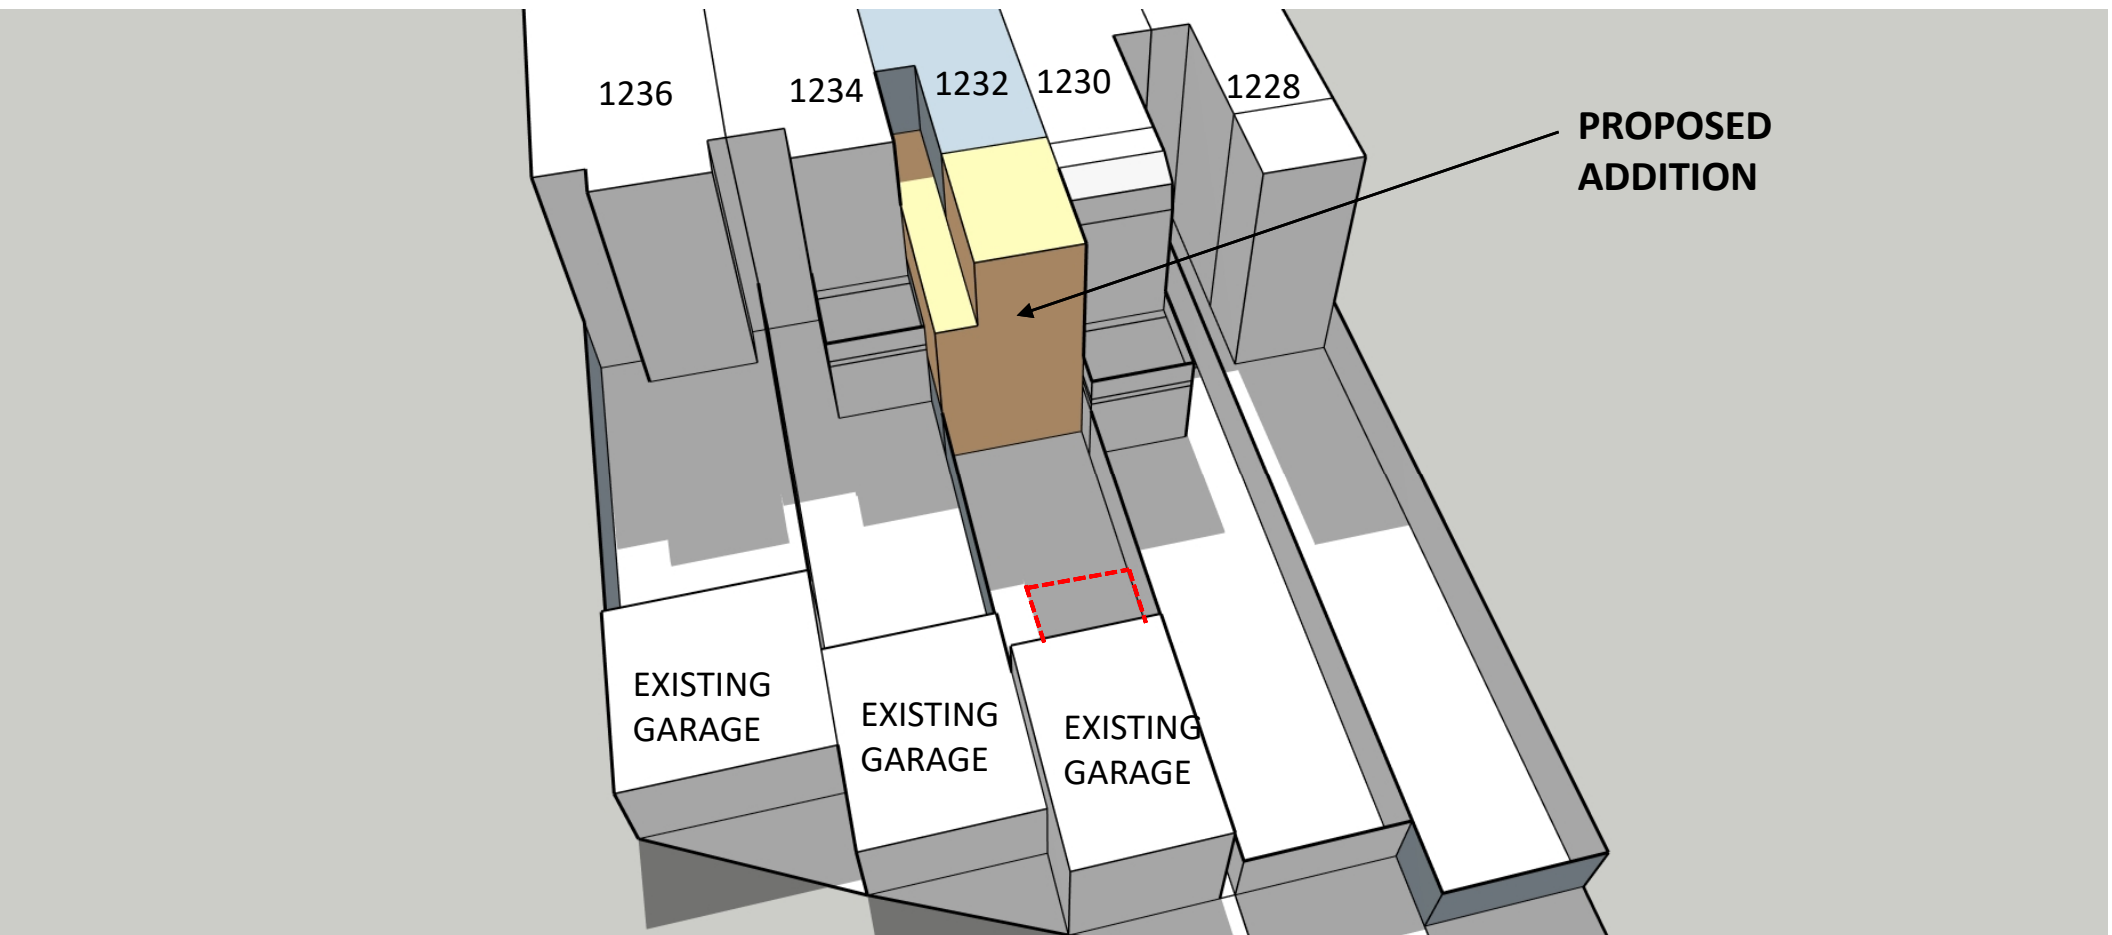 1236
1234
1232
1230
1228
PROPOSED
ADDITION
EXISTING
GARAGE
EXISTING
GARAGE
EXISTING
GARAGE